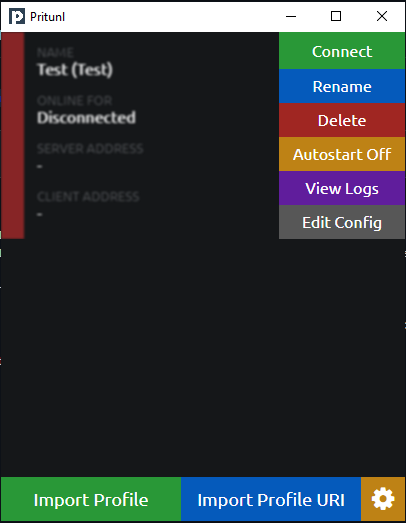 Pritunl
NAME
Test (Test)
ONLINE FOR
Disconnected
SERVER ADDRESS
-
CLIENT ADDRESS
-
Connect
Rename
Delete
Autostart Off
View Logs
Edit Config
Import Profile
Import Profile URI